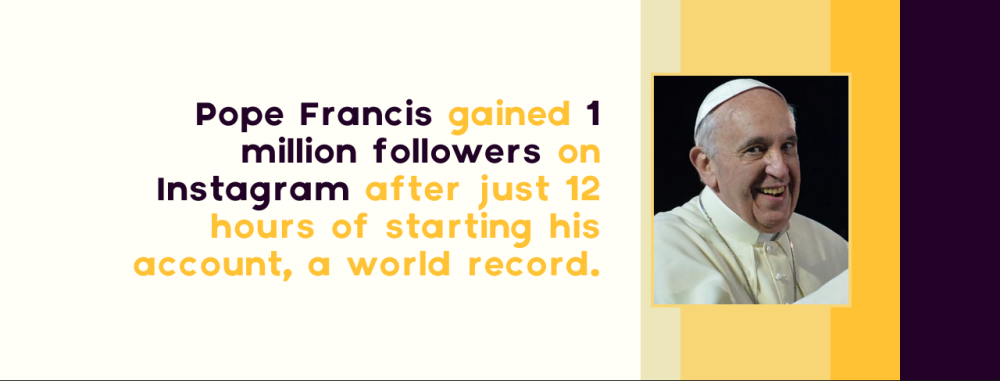 Pope Francis gained 1
million followers on
Instagram after just 12
hours of starting his
account, a world record.